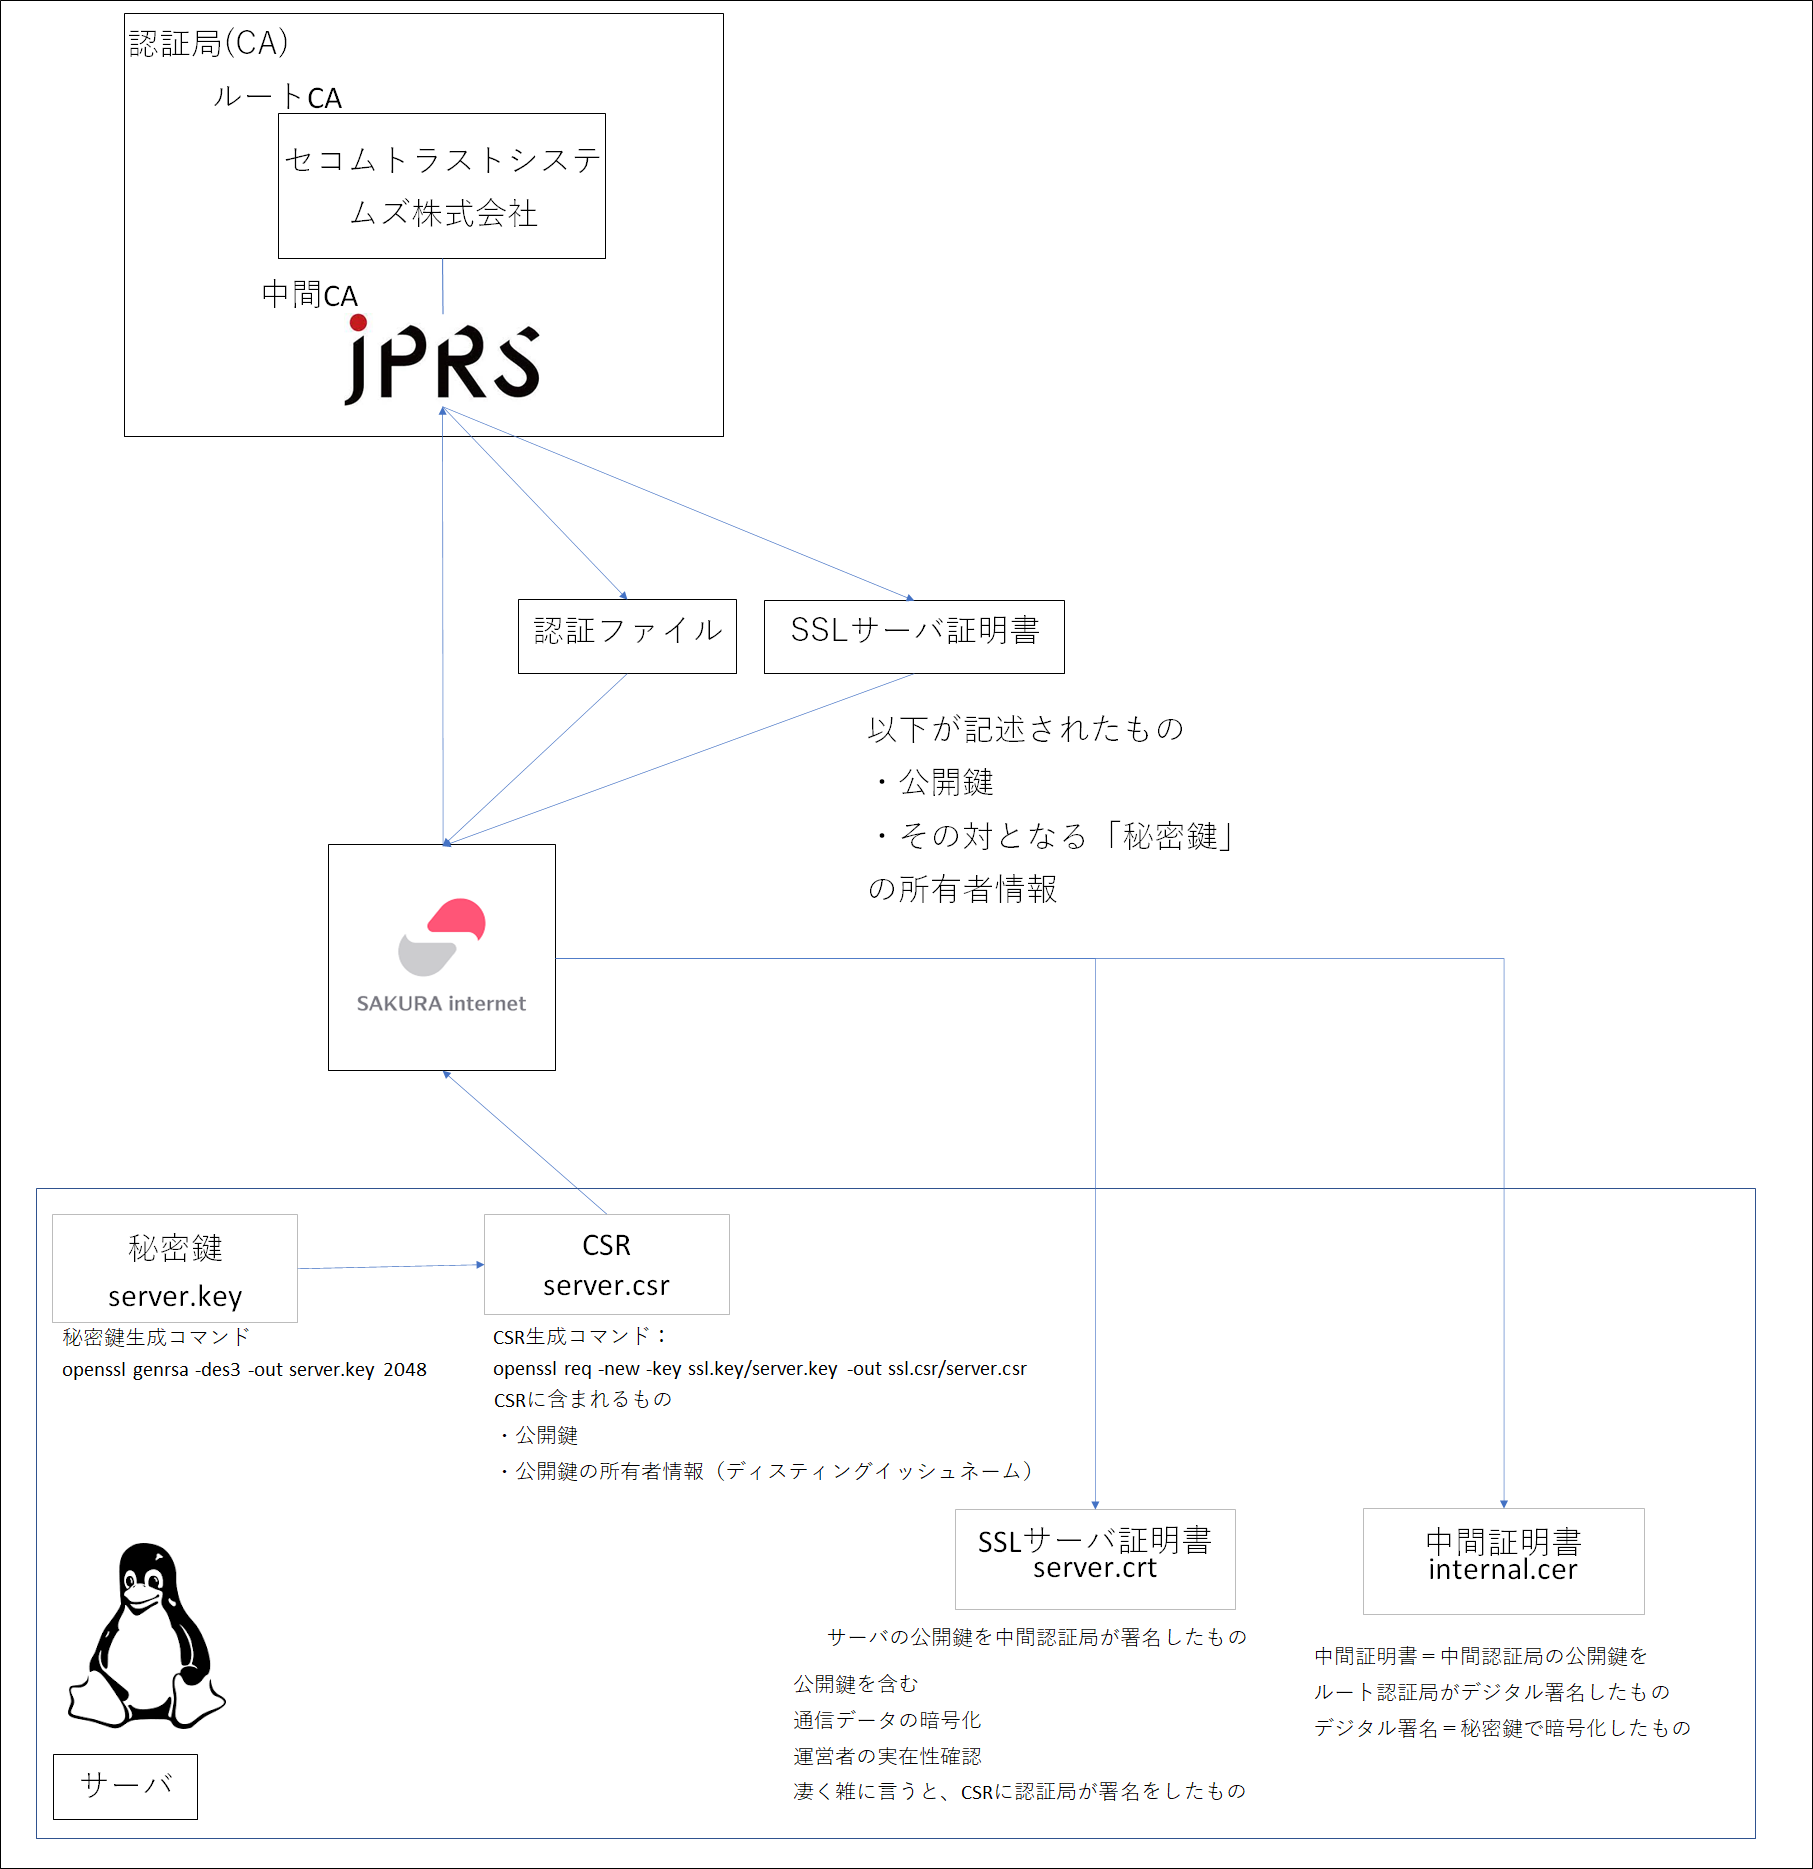 認証局(CA)
ルートCA
セコムトラストシステ
ムズ株式会社
中間CA
jPRS
認証ファイル
SSLサーバ証明書
以下が記述されたもの
・公開鍵
・その対となる「秘密鍵」
の所有者情報
SAKURA internet
秘密鍵
server.key
秘密鍵生成コマンド
openssl genrsa -des3 -out server.key 2048
CSR
server.csr
CSR生成コマンド：
openssl req -new -key ssl.key/server.key -out ssl.csr/server.csr
CSRに含まれるもの
・公開鍵
・公開鍵の所有者情報（ディスティングイッシュネーム）
SSLサーバ証明書
server.crt
サーバの公開鍵を中間認証局が署名したもの
公開鍵を含む
通信データの暗号化
運営者の実在性確認
凄く雑に言うと、CSRに認証局が署名をしたもの
中間証明書
internal.cer
中間証明書＝中間認証局の公開鍵を
ルート認証局がデジタル署名したもの
デジタル署名＝秘密鍵で暗号化したもの
サーバ